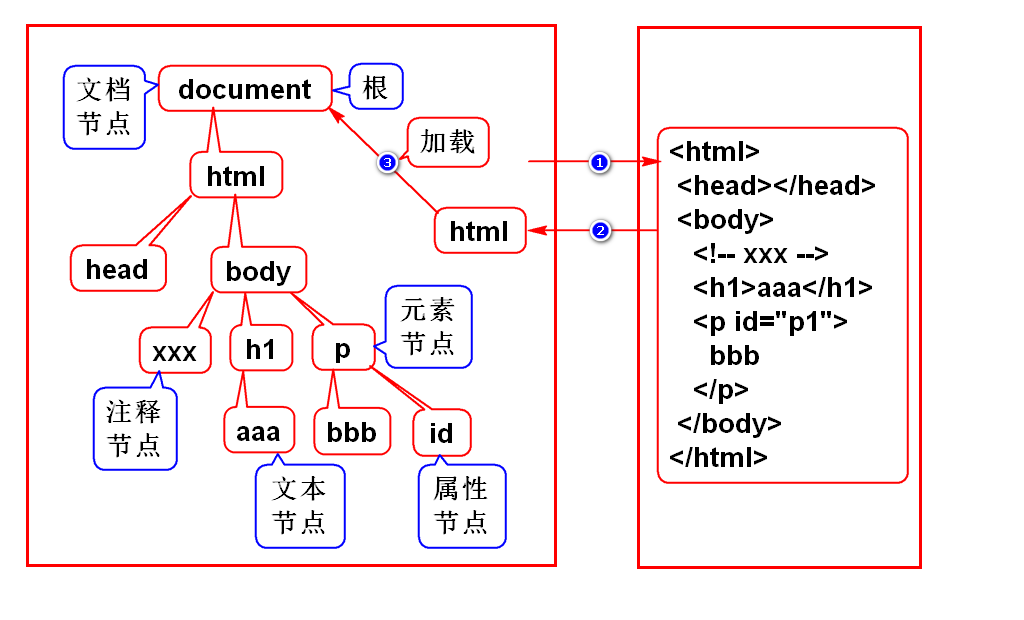 文档
节点
document
根
html
加载
3
1
html
2
head
body
xxx
h1
p
元素
节点
注释
节点
aaa
bbb
id
文本
节点
属性
节点
<html>
<head></head>
<body>
<!-- xxx -->
<h1>aaa</h1>
<p id="p1">
bbb
</p>
</body>
</html>